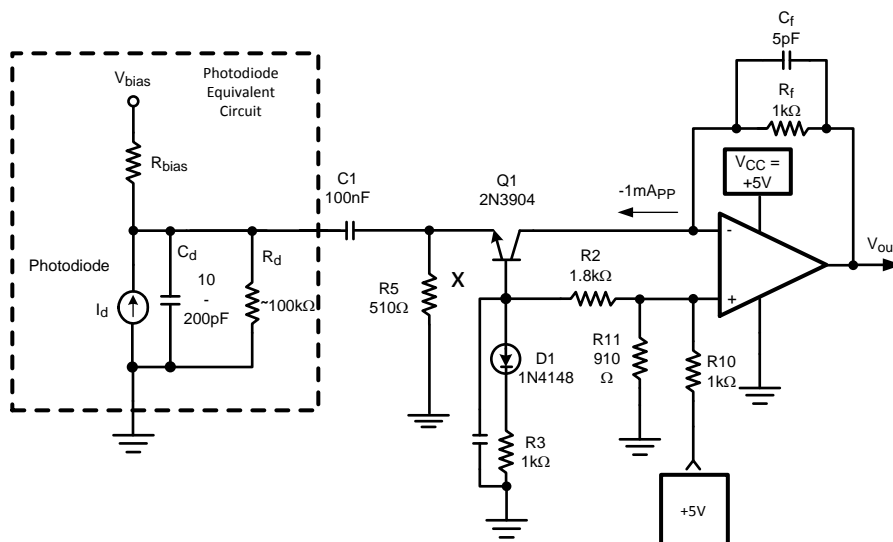 Photodiode
Equivalent
Circuit
Vbias
Rbias
Photodiode
Id
Cd
10
-
200pF
Rd
~100kΩ
C1
100nF
R5
510Ω
X
Q1
2N3904
-1mAPP
R2
1.8kΩ
D1
1N4148
R3
1kΩ
R11
910
Ω
R10
1kΩ
+5V
Cf
5pF
Rf
1kΩ
VCC =
+5V
-
+
Vou